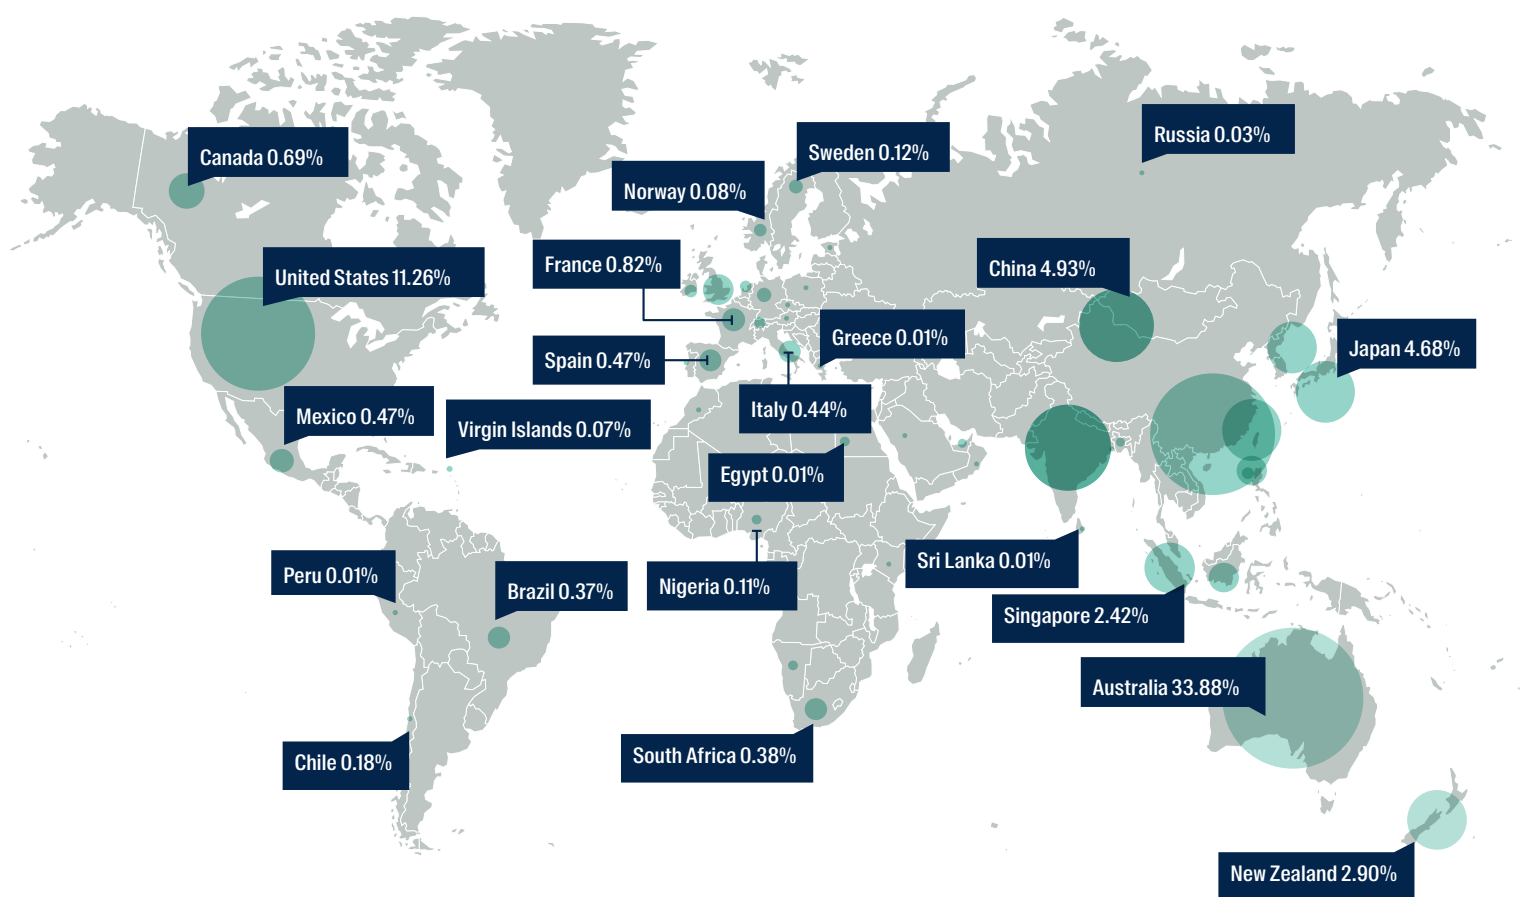 Russia 0.03%
Sweden 0.12%
Canada 0.69%
Norway 0.08%
France 0.82%
China 4.93%
United States 11.26%
Greece 0.01%
Japan 4.68%
Spain 0.47%
Italy 0.44%
Mexico 0.47%
Virgin Islands 0.07%
Egypt 0.01%
Sri Lanka 0.01%
Peru 0.01%
Brazil 0.37%
Nigeria 0.11%
Singapore 2.42%
Australia 33.88%
South Africa 0.38%
Chile 0.18%
New Zealand 2.90%